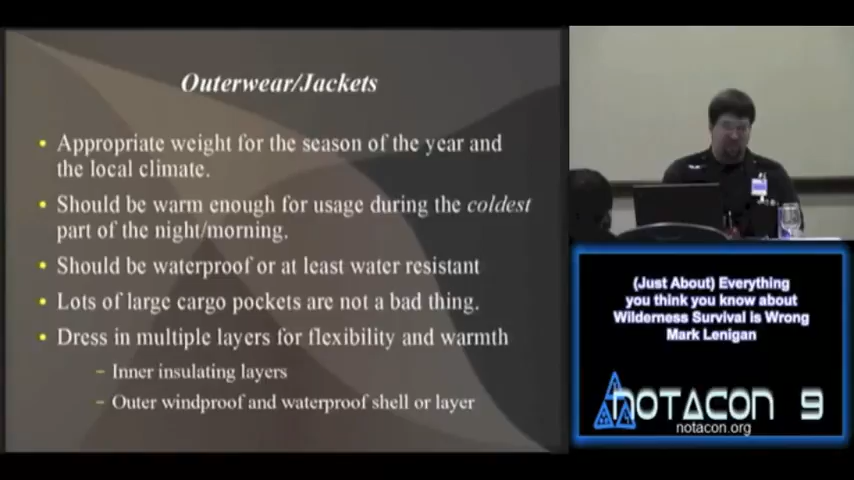 Outerwear/Jackets
• Appropriate weight for the season of the year and
the local climate.
• Should be warm enough for usage during the coldest
part of the night/morning.
• Should be waterproof or at least water resistant
• Lots of large cargo pockets are not a bad thing.
• Dress in multiple layers for flexibility and warmth
– Inner insulating layers
– Outer windproof and waterproof shell or layer
(Just About) Everything
you think you know about
Wilderness Survival is Wrong
Mark Lenigan
NOTACON 9
notacon.org